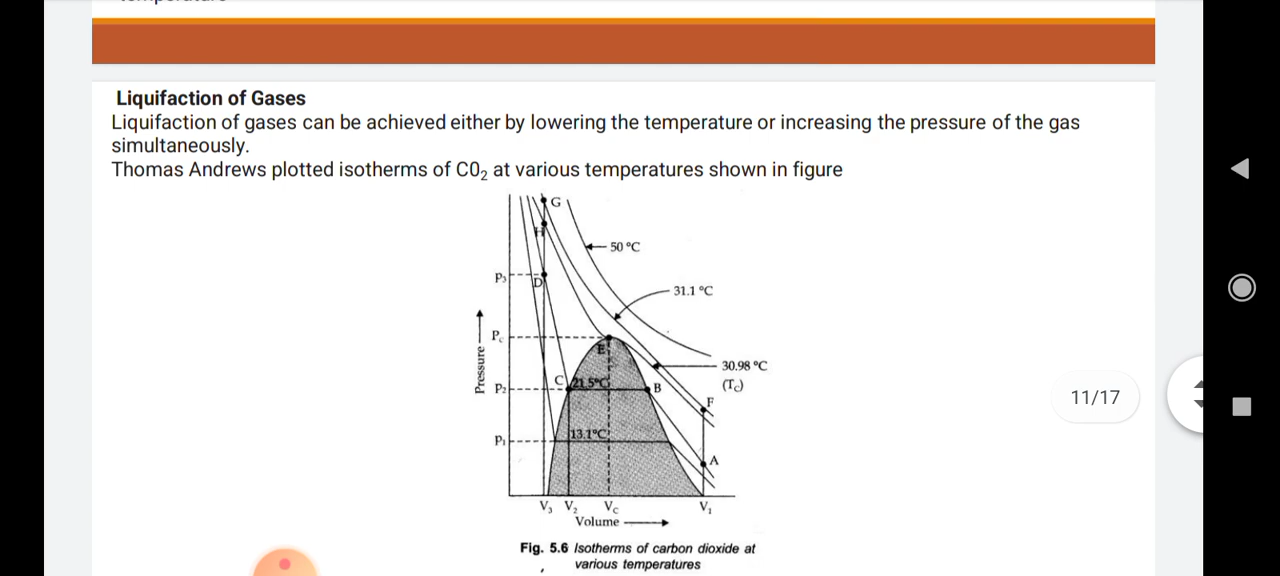 Liquifaction of Gases
Liquifaction of gases can be achieved either by lowering the temperature or increasing the pressure of the gas
simultaneously.
Thomas Andrews plotted isotherms of C0₂ at various temperatures shown in figure
G
H
50 °C
P₃
D
31.1 °C
Pc
E
30.98 °C
(Tc)
Pressure
P₂
C
21.5°C
B
F
11/17
P₁
13.1°C
A
V₃ V₂ Vc V₁
Volume
Fig. 5.6 Isotherms of carbon dioxide at
various temperatures